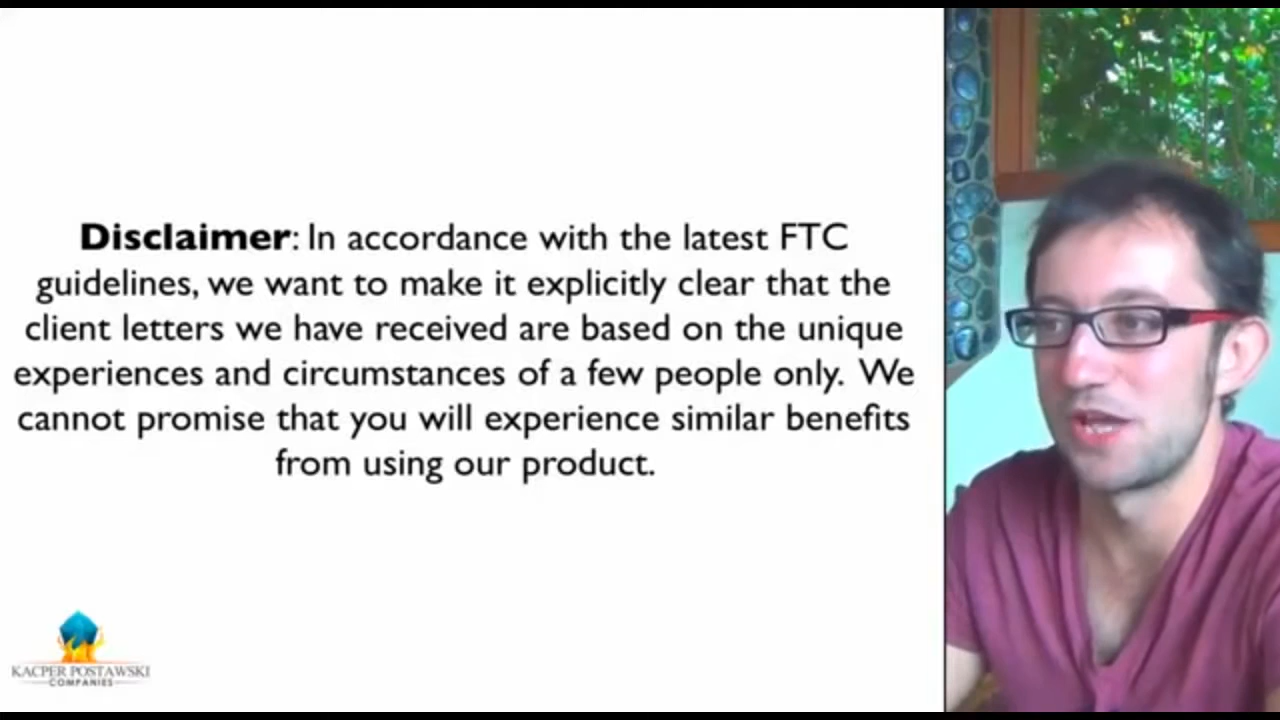 Disclaimer: In accordance with the latest FTC
guidelines, we want to make it explicitly clear that the
client letters we have received are based on the unique
experiences and circumstances of a few people only. We
cannot promise that you will experience similar benefits
from using our product.
KACPER POSTAWSKI
COMPANIES